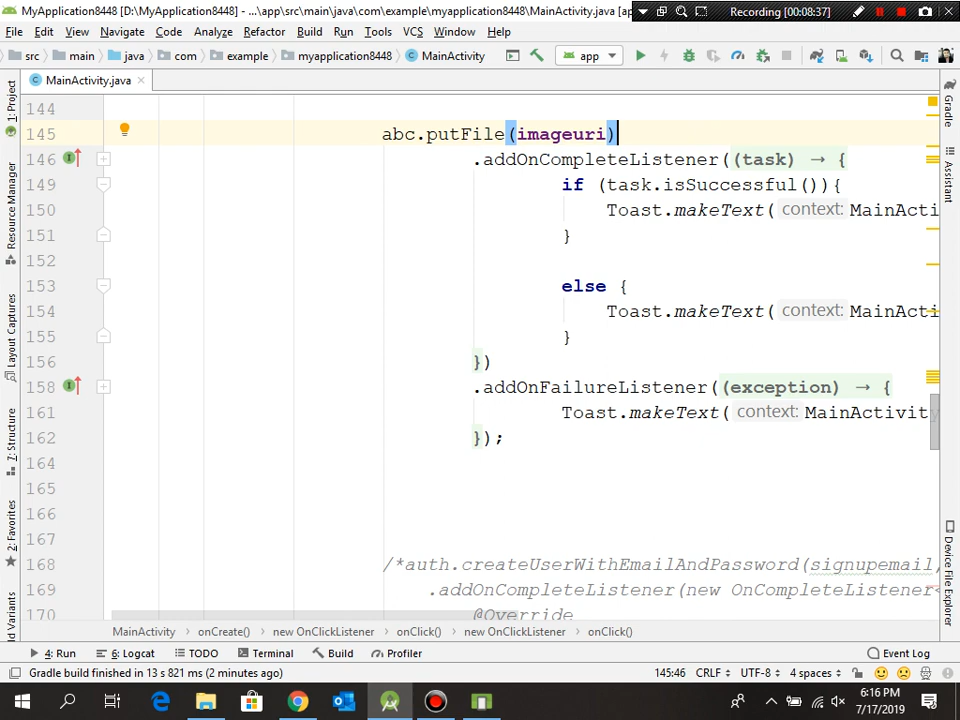 MyApplication8448 [D:\MyApplication8448] - ...\app\src\main\java\com\example\myapplication8448\MainActivity.java [a
Recording [00:08:37]
File Edit View Navigate Code Analyze Refactor Build Run Tools VCS Window Help
src main java com example myapplication8448 MainActivity app
MainActivity.java
1: Project
Resource Manager
Layout Captures
7: Structure
2: Favorites
Variants
144
145 abc.putFile(imageuri)
146 .addOnCompleteListener((task) → {
149 if (task.isSuccessful()){
150 Toast.makeText( context: MainActi
151 }
152
153 else {
154 Toast.makeText( context: MainActi
155 }
156 })
158 .addOnFailureListener((exception) → {
161 Toast.makeText( context: MainActivity
162 });
163
164
165
166
167
168 /*auth.createUserWithEmailAndPassword(signupemail,
169 .addOnCompleteListener(new OnCompleteListener<
170 @Override
Gradle
Assistant
Device File Explorer
MainActivity › onCreate() › new OnClickListener › onClick() › new OnClickListener › onClick()
4: Run 6: Logcat TODO Terminal Build Profiler Event Log
Gradle build finished in 13 s 821 ms (2 minutes ago) 145:46 CRLF UTF-8 4 spaces
6:16 PM
7/17/2019